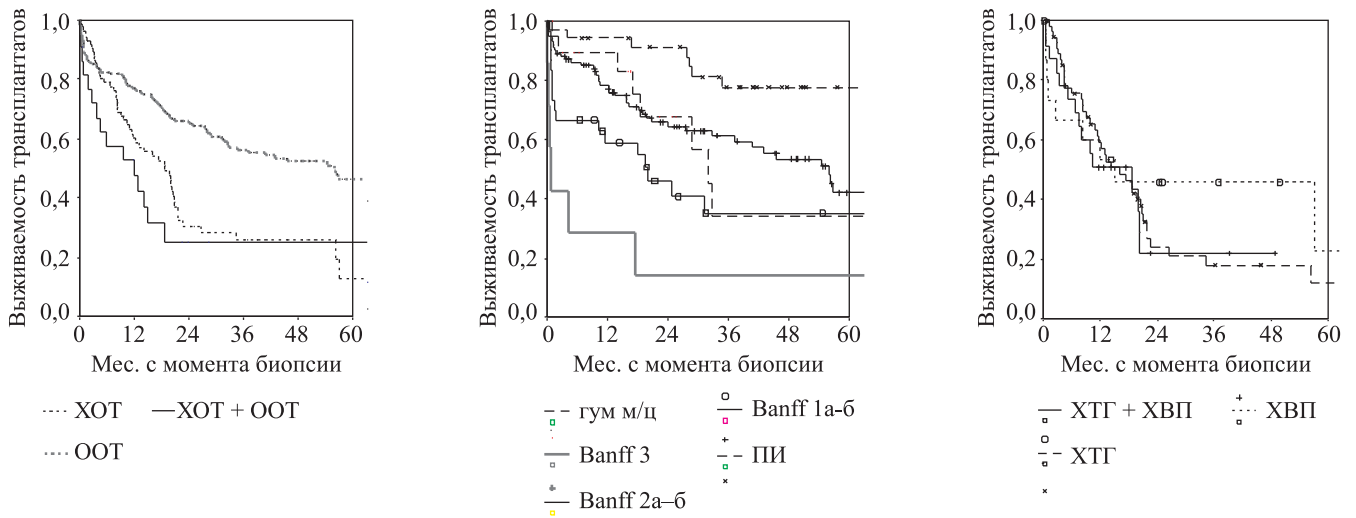 Выживаемость трансплантатов
1,0
0,8
0,6
0,4
0,2
0,0
0 12 24 36 48 60
Мес. с момента биопсии
ХОТ
ХОТ + ООТ
ООТ
Выживаемость трансплантатов
1,0
0,8
0,6
0,4
0,2
0,0
0 12 24 36 48 60
Мес. с момента биопсии
гум м/ц
Banff 1а-б
Banff 3
ПИ
Banff 2а–б
Выживаемость трансплантатов
1,0
0,8
0,6
0,4
0,2
0,0
0 12 24 36 48 60
Мес. с момента биопсии
ХТГ + ХВП
ХВП
ХТГ